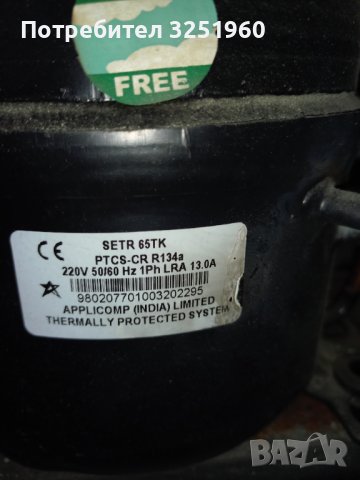 Потребител 3251960
FREE
CE
SETR 65TK
PTCS-CR R134a
220V 50/60 Hz 1Ph LRA 13.0A
980207701003202295
APPLICOMP (INDIA) LIMITED
THERMALLY PROTECTED SYSTEM
BAZAR